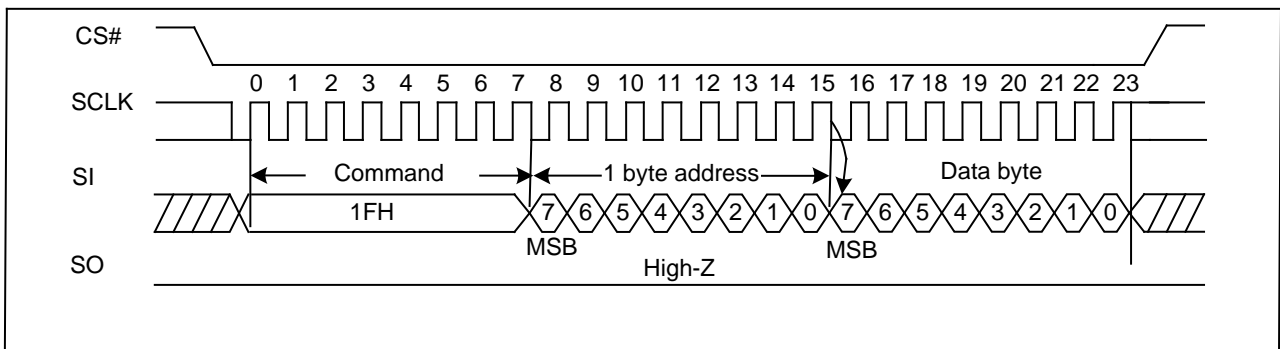 CS#
0 1 2 3 4 5 6 7 8 9 10 11 12 13 14 15 16 17 18 19 20 21 22 23
SCLK
SI Command 1 byte address Data byte
1FH 7 6 5 4 3 2 1 0 7 6 5 4 3 2 1 0
MSB MSB
SO High-Z